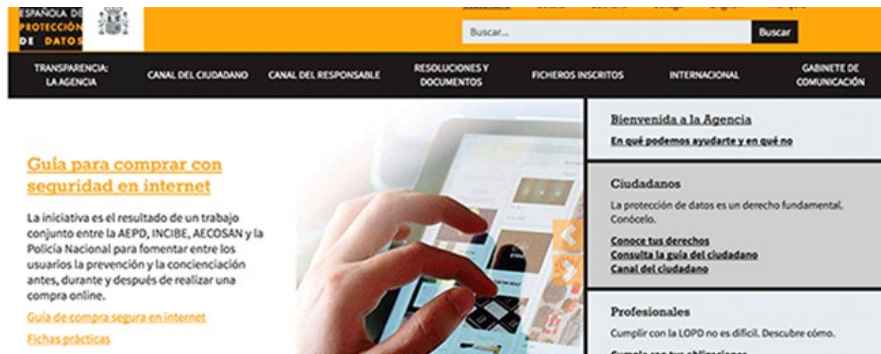 ESPAÑOLA DE
PROTECCIÓN
DE DATOS
Buscar...
Buscar
TRANSPARENCIA:
LA AGENCIA
CANAL DEL CIUDADANO
CANAL DEL RESPONSABLE
RESOLUCIONES Y
DOCUMENTOS
FICHEROS INSCRITOS
INTERNACIONAL
GABINETE DE
COMUNICACIÓN
Guía para comprar con
seguridad en internet
La iniciativa es el resultado de un trabajo
conjunto entre la AEPD, INCIBE, AECOSAN y la
Policía Nacional para fomentar entre los
usuarios la prevención y la concienciación
antes, durante y después de realizar una
compra online.
Guía de compra segura en internet
Fichas prácticas
Bienvenida a la Agencia
En qué podemos ayudarte y en qué no
Ciudadanos
La protección de datos es un derecho fundamental.
Conócelo.
Conoce tus derechos
Consulta la guía del ciudadano
Canal del ciudadano
Profesionales
Cumplir con la LOPD no es difícil. Descubre cómo.
Cumple con tus obligaciones